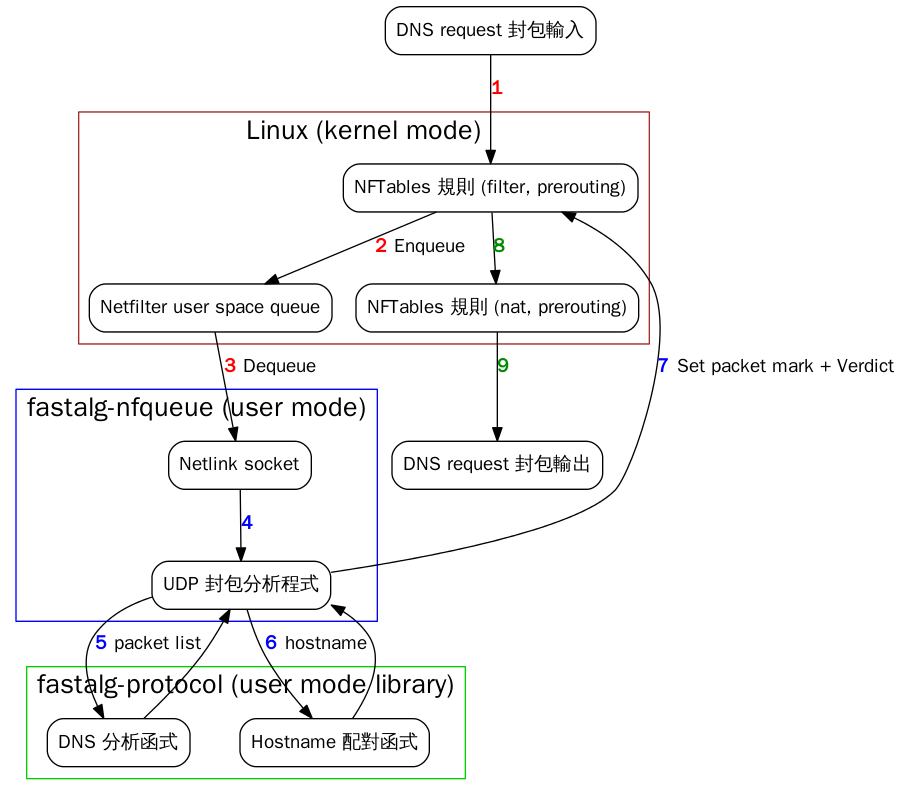 DNS request 封包輸入
1
Linux (kernel mode)
NFTables 規則 (filter, prerouting)
2 Enqueue
8
Netfilter user space queue
NFTables 規則 (nat, prerouting)
3 Dequeue
9
7 Set packet mark + Verdict
fastalg-nfqueue (user mode)
Netlink socket
DNS request 封包輸出
4
UDP 封包分析程式
5 packet list
6 hostname
fastalg-protocol (user mode library)
DNS 分析函式
Hostname 配對函式